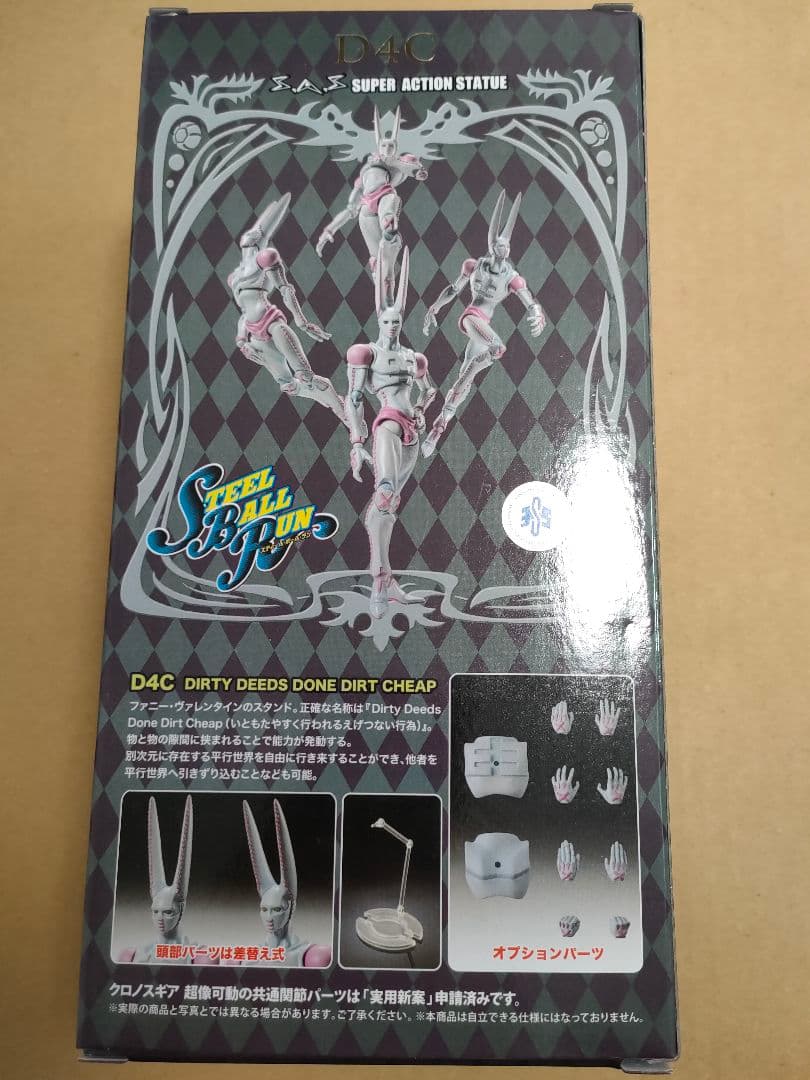 D4C
S.A.S SUPER ACTION STATUE
STEEL
BALL
RUN
スティール・ボール・ラン
D4C DIRTY DEEDS DONE DIRT CHEAP
ファニー・ヴァレンタインのスタンド。正確な名称は『Dirty Deeds
Done Dirt Cheap(いともたやすく行われるえげつない行為)』。
物と物の隙間に挟まれることで能力が発動する。
別次元に存在する平行世界を自由に行き来することができ、他者を
平行世界へ引きずり込むことなども可能。
頭部パーツは差替え式
オプションパーツ
クロノスギア 超像可動の共通関節パーツは「実用新案」申請済みです。
※実際の商品と写真とでは異なる場合があります。ご了承ください。 ※本商品は自立できる仕様にはなっておりません。